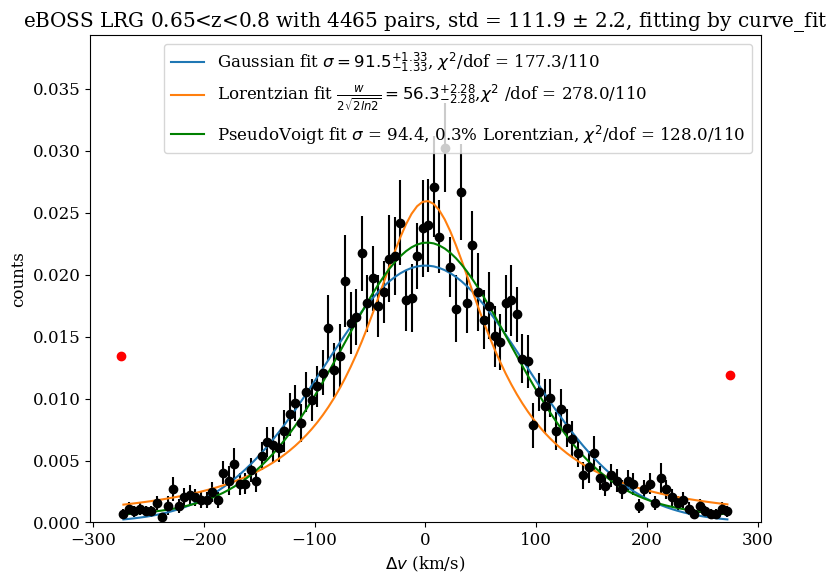 eBOSS LRG 0.65<z<0.8 with 4465 pairs, std = 111.9 ± 2.2, fitting by curve_fit
Gaussian fit σ = 91.5^{+1.33}_{-1.33}, χ²/dof = 177.3/110
Lorentzian fit \frac{w}{2\sqrt{2ln2}} = 56.3^{+2.28}_{-2.28},χ² /dof = 278.0/110
PseudoVoigt fit σ = 94.4, 0.3% Lorentzian, χ²/dof = 128.0/110
counts
0.035
0.030
0.025
0.020
0.015
0.010
0.005
0.000
−300 −200 −100 0 100 200 300
Δv (km/s)